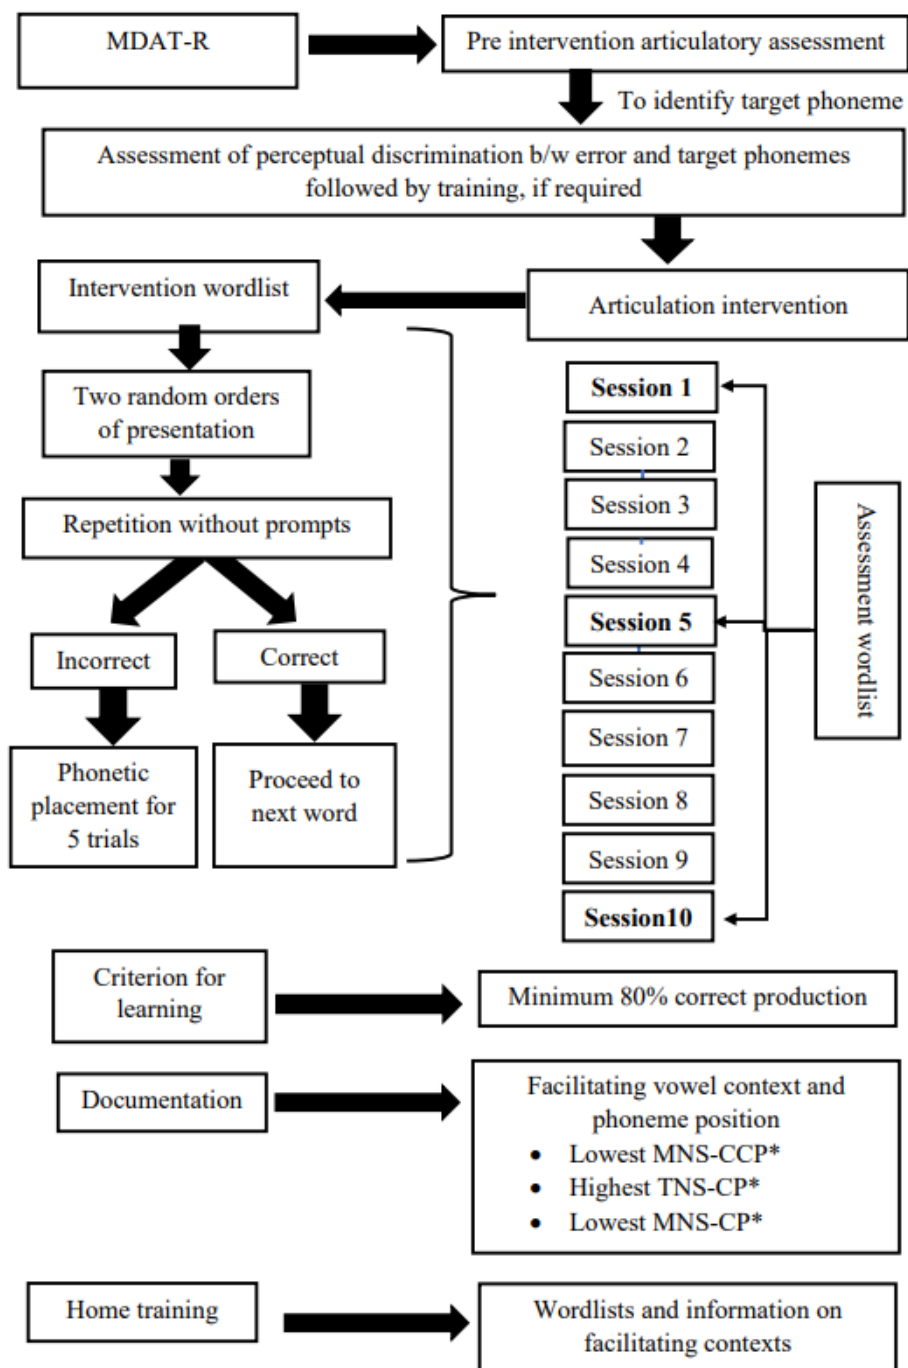 MDAT-R
Pre intervention articulatory assessment
To identify target phoneme
Assessment of perceptual discrimination b/w error and target phonemes
followed by training, if required
Articulation intervention
Intervention wordlist
Two random orders
of presentation
Repetition without prompts
Incorrect
Correct
Phonetic
placement for
5 trials
Proceed to
next word
Session 1
Session 2
Session 3
Session 4
Session 5
Session 6
Session 7
Session 8
Session 9
Session10
Assessment wordlist
Criterion for
learning
Minimum 80% correct production
Documentation
Facilitating vowel context and
phoneme position
• Lowest MNS-CCP*
• Highest TNS-CP*
• Lowest MNS-CP*
Home training
Wordlists and information on
facilitating contexts